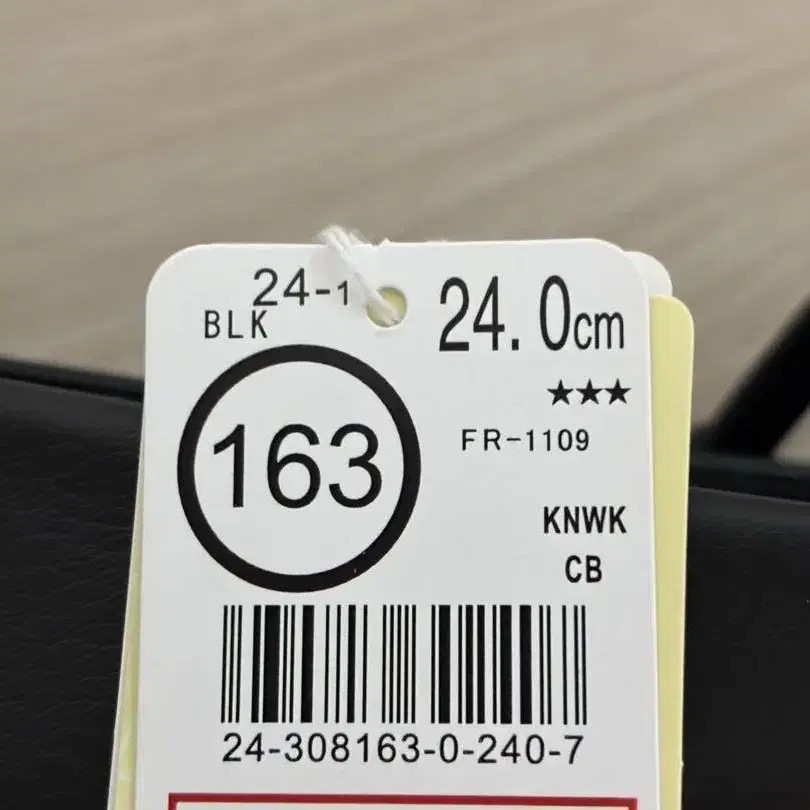 24-1
24.0cm
BLK
★★★
163
FR-1109
KNWK
CB
24-308163-0-240-7